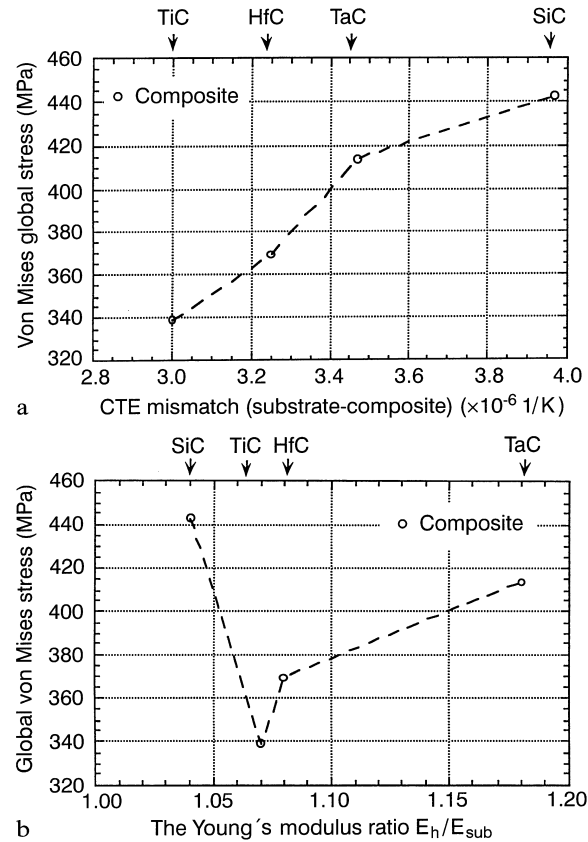 TiC HfC TaC SiC
460
440
420
400
380
360
340
320
Composite
Von Mises global stress (MPa)
2.8 3.0 3.2 3.4 3.6 3.8 4.0
a
CTE mismatch (substrate-composite) (×10⁻⁶ 1/K)
SiC TiC HfC TaC
460
440
420
400
380
360
340
320
Composite
Global von Mises stress (MPa)
1.00 1.05 1.10 1.15 1.20
b
The Young´s modulus ratio Eₕ/E_sub